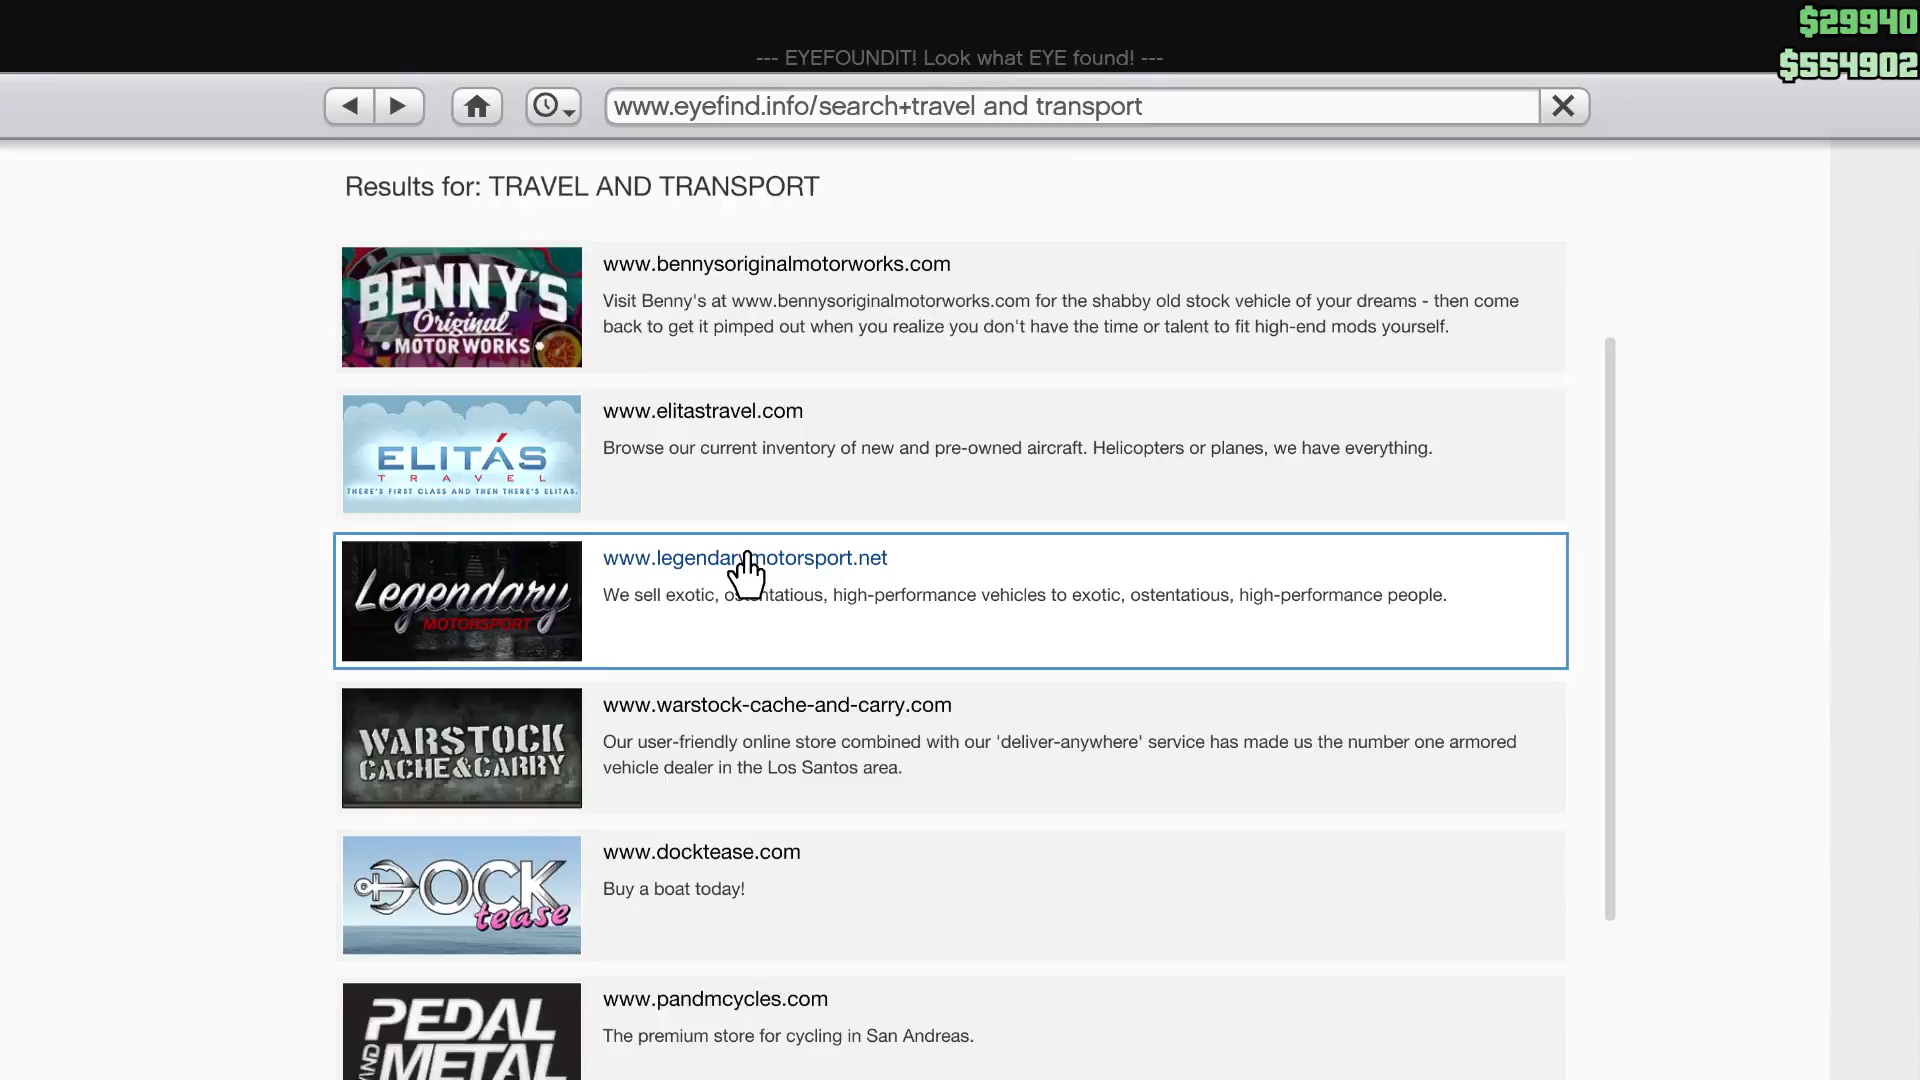 $29940
--- EYEFOUNDIT! Look what EYE found! ---
$554902
www.eyefind.info/search+travel and transport
Results for: TRAVEL AND TRANSPORT
BENNY'S
Original
MOTOR WORKS
www.bennysoriginalmotorworks.com
Visit Benny's at www.bennysoriginalmotorworks.com for the shabby old stock vehicle of your dreams - then come
back to get it pimped out when you realize you don't have the time or talent to fit high-end mods yourself.
ELITÁS
TRAVEL
THERE'S FIRST CLASS AND THEN THERE'S ELITAS.
www.elitastravel.com
Browse our current inventory of new and pre-owned aircraft. Helicopters or planes, we have everything.
Legendary
MOTORSPORT
www.legendarymotorsport.net
We sell exotic, ostentatious, high-performance vehicles to exotic, ostentatious, high-performance people.
WARSTOCK
CACHE&CARRY
www.warstock-cache-and-carry.com
Our user-friendly online store combined with our 'deliver-anywhere' service has made us the number one armored
vehicle dealer in the Los Santos area.
DOCK
tease
www.docktease.com
Buy a boat today!
PEDAL
AND
METAL
www.pandmcycles.com
The premium store for cycling in San Andreas.